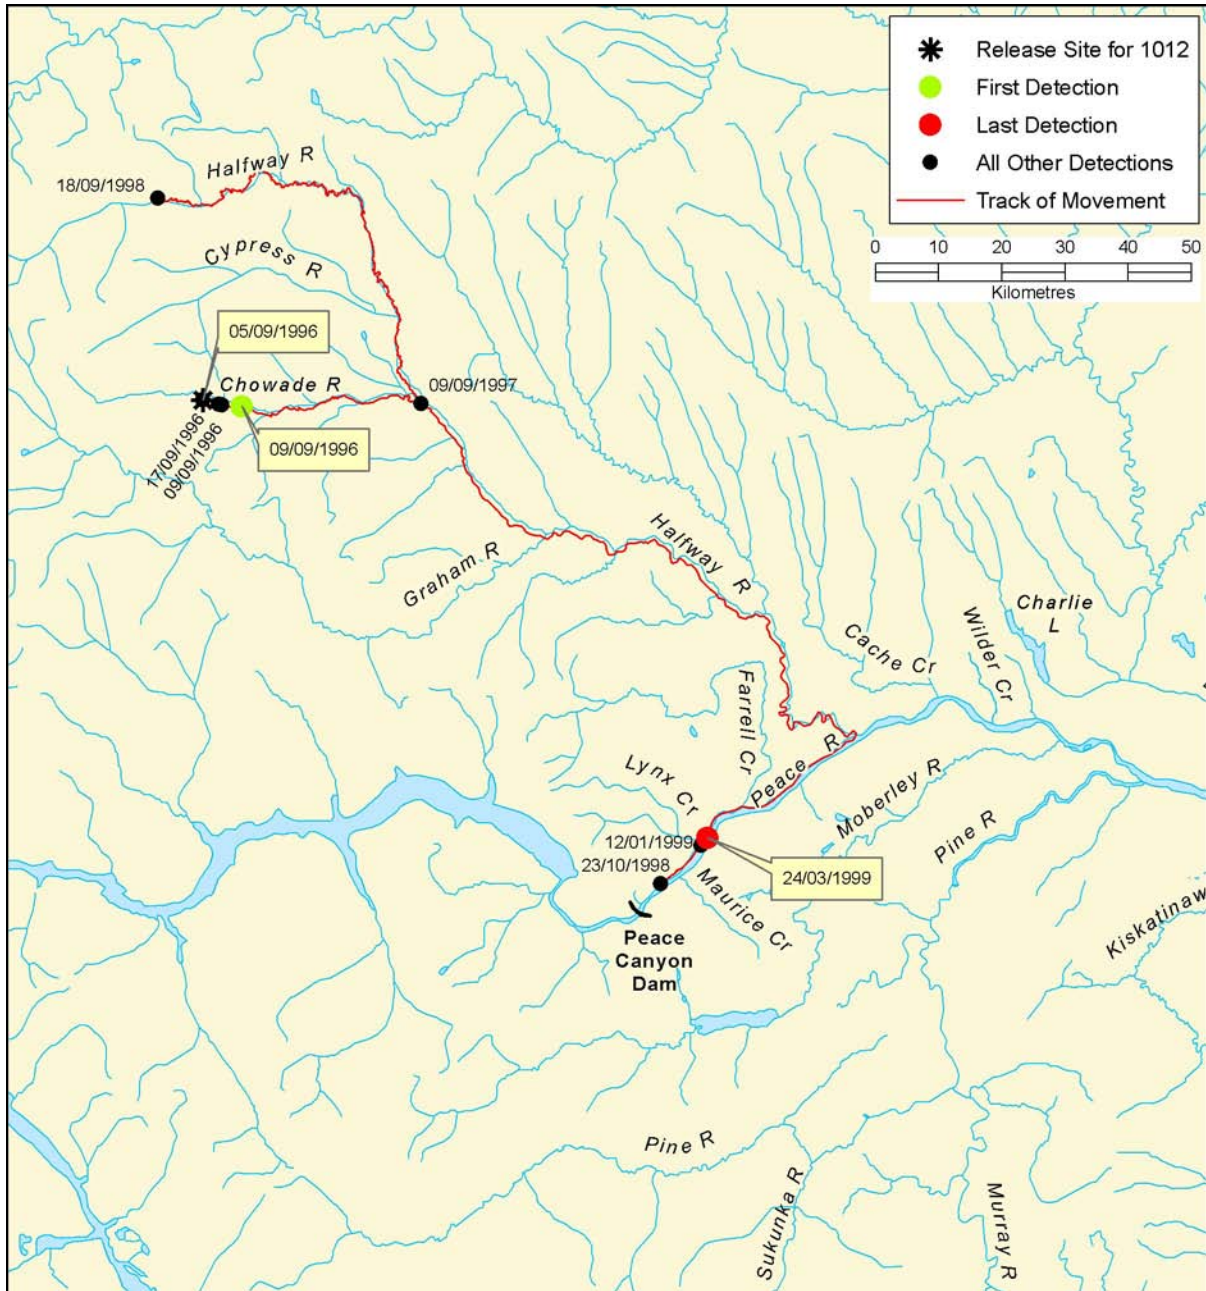 Release Site for 1012
First Detection
Last Detection
All Other Detections
Track of Movement
0 10 20 30 40 50
Kilometres
Halfway R
18/09/1998
Cypress R
05/09/1996
Chowade R
09/09/1997
17/09/1996
09/09/1996
09/09/1996
Halfway R
Graham R
Charlie
L
Wilder Cr
Cache Cr
Farrell Cr
Peace R
Lynx Cr
Moberley R
Pine R
12/01/1999
23/10/1998
24/03/1999
Maurice Cr
Kiskatinaw
Peace
Canyon
Dam
Pine R
Sukunka R
Murray R